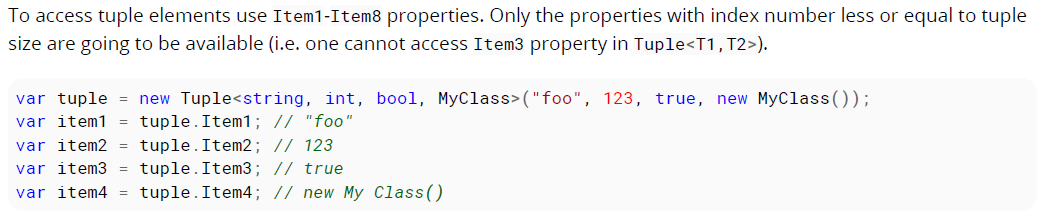 To access tuple elements use Item1-Item8 properties. Only the properties with index number less or equal to tuple
size are going to be available (i.e. one cannot access Item3 property in Tuple<T1,T2>).
var tuple = new Tuple<string, int, bool, MyClass>("foo", 123, true, new MyClass());
var item1 = tuple.Item1; // "foo"
var item2 = tuple.Item2; // 123
var item3 = tuple.Item3; // true
var item4 = tuple.Item4; // new My Class()